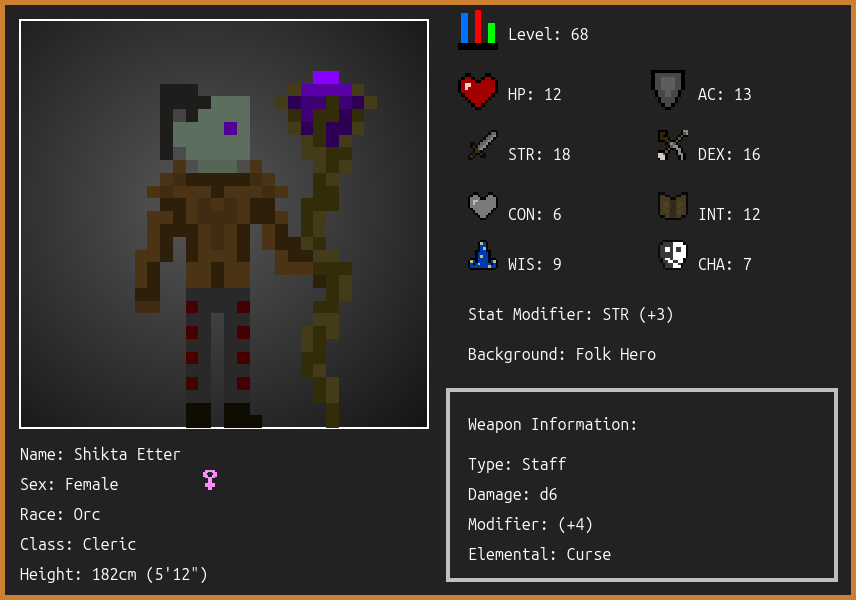 Level: 68
HP: 12
AC: 13
STR: 18
DEX: 16
CON: 6
INT: 12
WIS: 9
CHA: 7
Stat Modifier: STR (+3)
Background: Folk Hero
Weapon Information:
Type: Staff
Damage: d6
Modifier: (+4)
Elemental: Curse
Name: Shikta Etter
Sex: Female
Race: Orc
Class: Cleric
Height: 182cm (5'12")